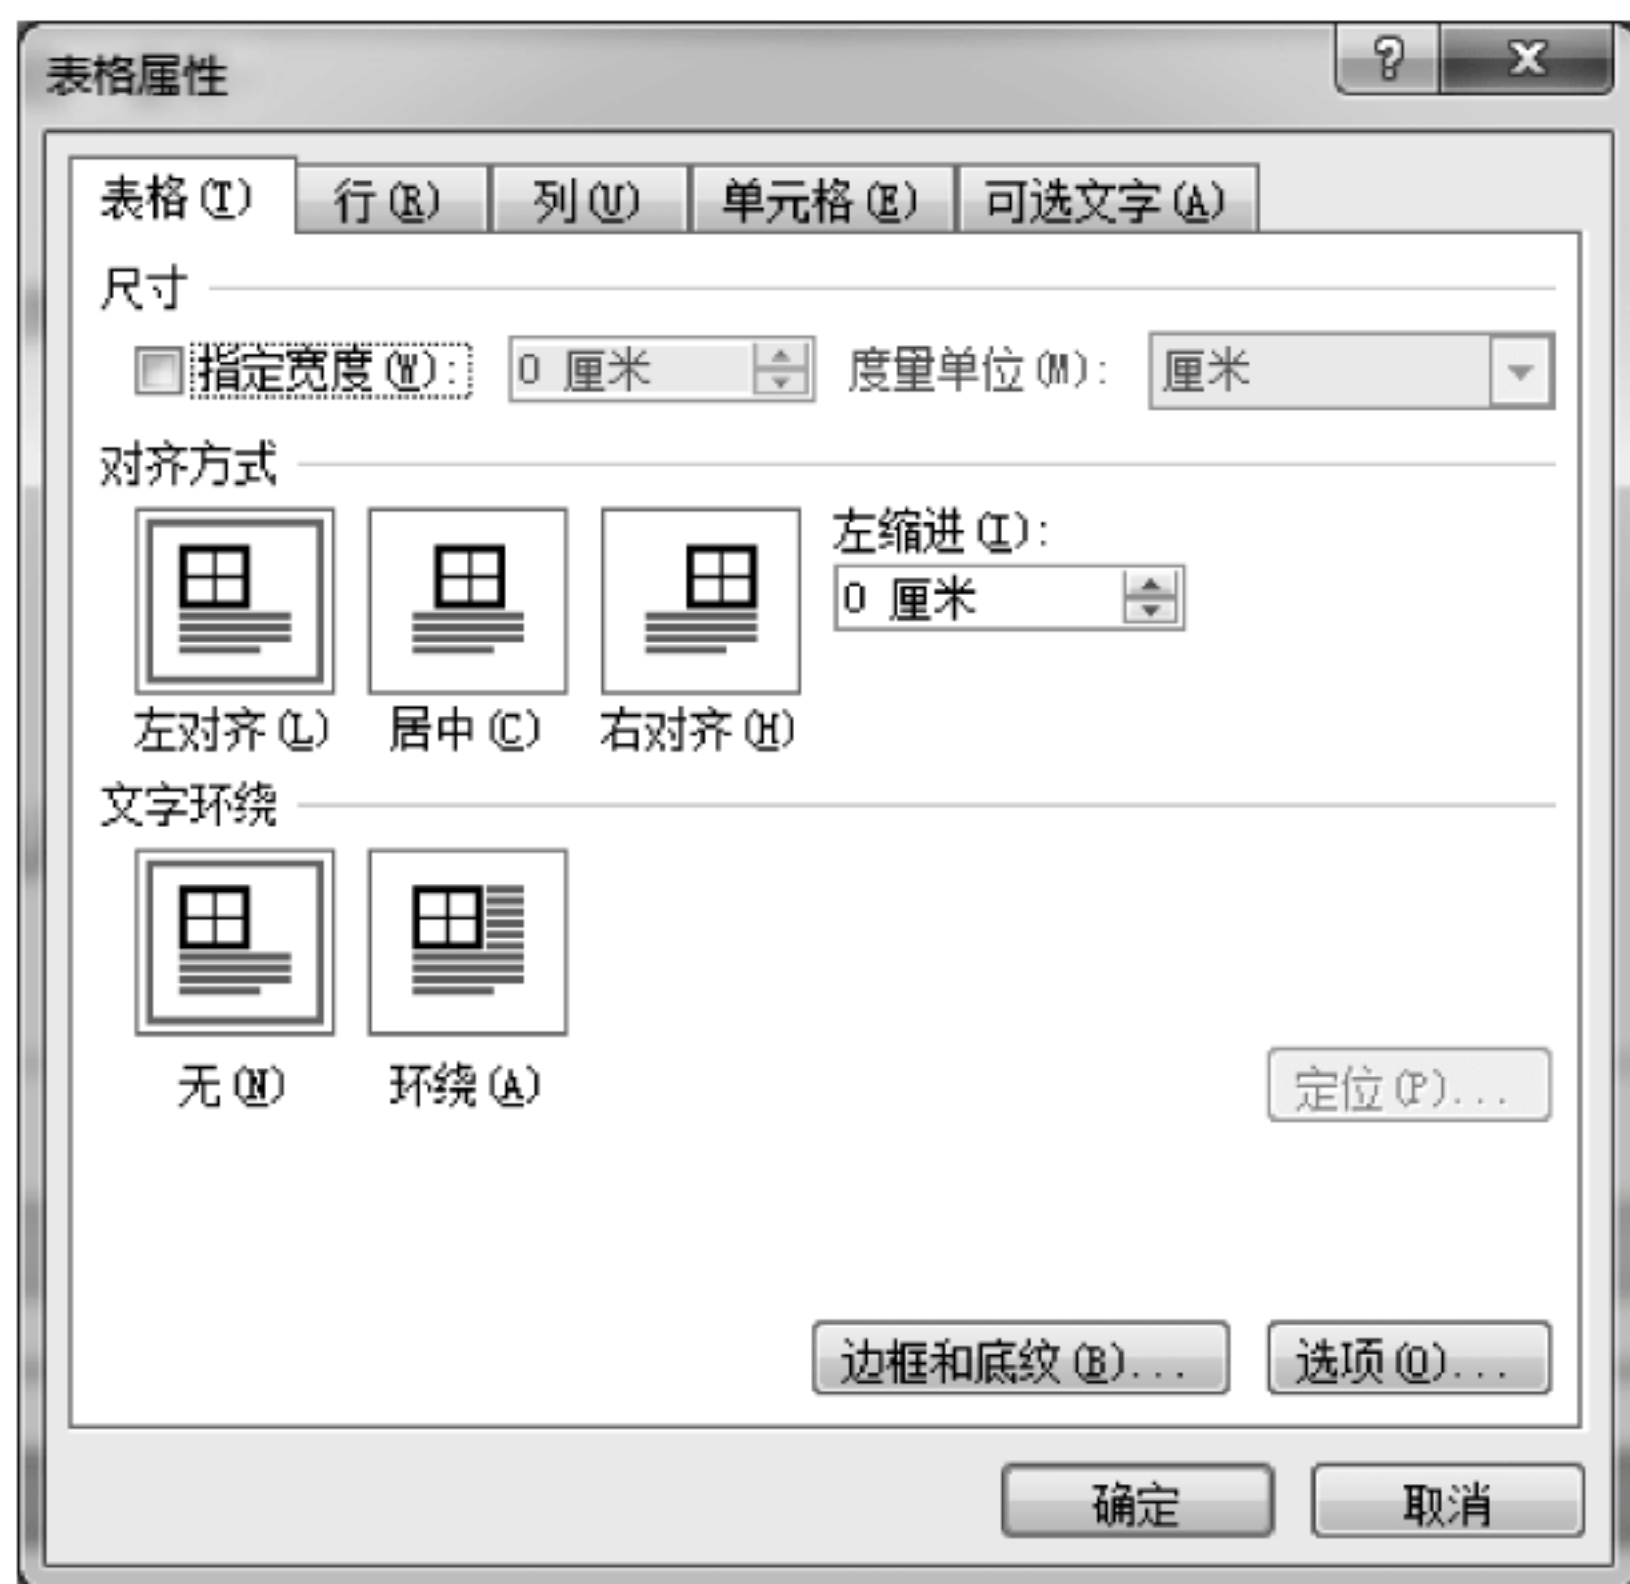 表格属性
表格(T) 行(R) 列(U) 单元格(E) 可选文字(A)
尺寸
指定宽度(W): 0 厘米 度量单位(M): 厘米
对齐方式
左缩进(I):
0 厘米
左对齐(L) 居中(C) 右对齐(H)
文字环绕
无(N) 环绕(A)
定位(P)...
边框和底纹(B)... 选项(O)...
确定 取消